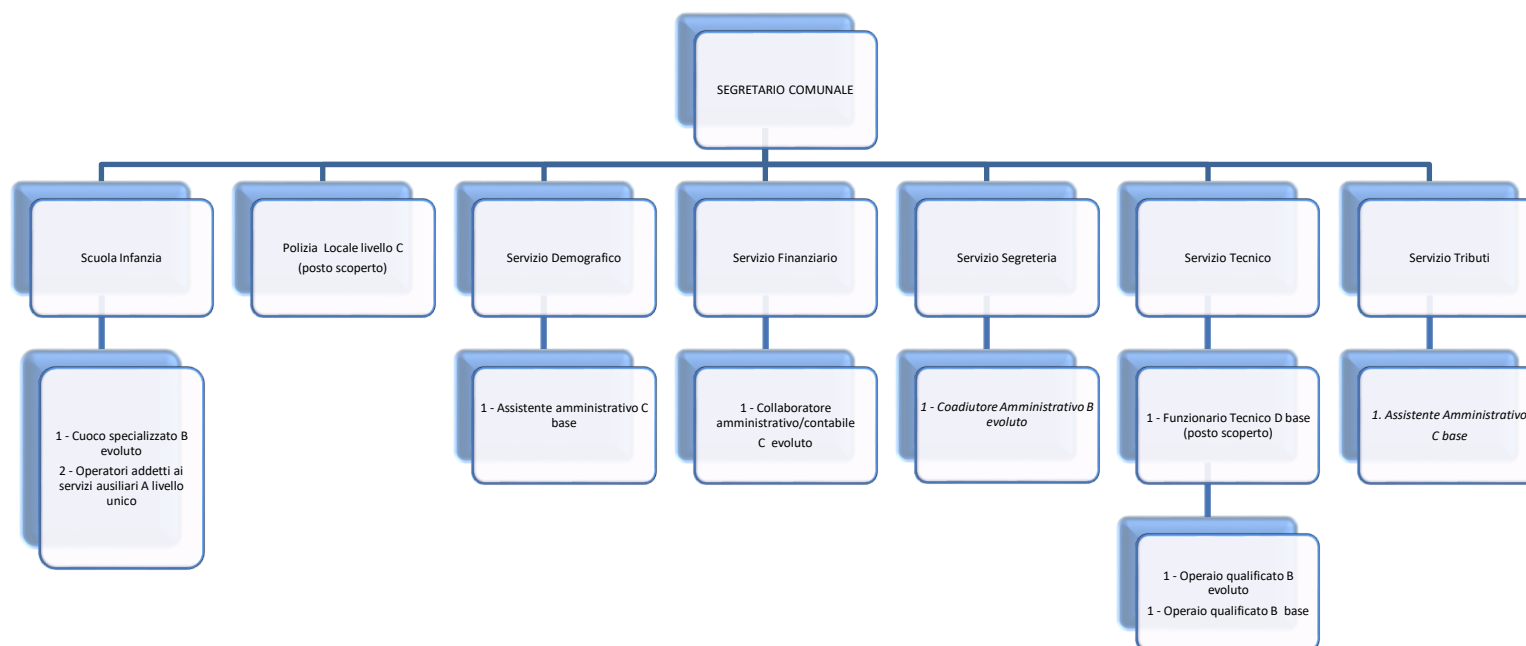 SEGRETARIO COMUNALE
Scuola Infanzia
Polizia Locale livello C
(posto scoperto)
Servizio Demografico
Servizio Finanziario
Servizio Segreteria
Servizio Tecnico
Servizio Tributi
1 - Cuoco specializzato B
evoluto
2 - Operatori addetti ai
servizi ausiliari A livello
unico
1 - Assistente amministrativo C
base
1 - Collaboratore
amministrativo/contabile
C evoluto
1 - Coadiutore Amministrativo B
evoluto
1 - Funzionario Tecnico D base
(posto scoperto)
1. Assistente Amministrativo
C base
1 - Operaio qualificato B
evoluto
1 - Operaio qualificato B base